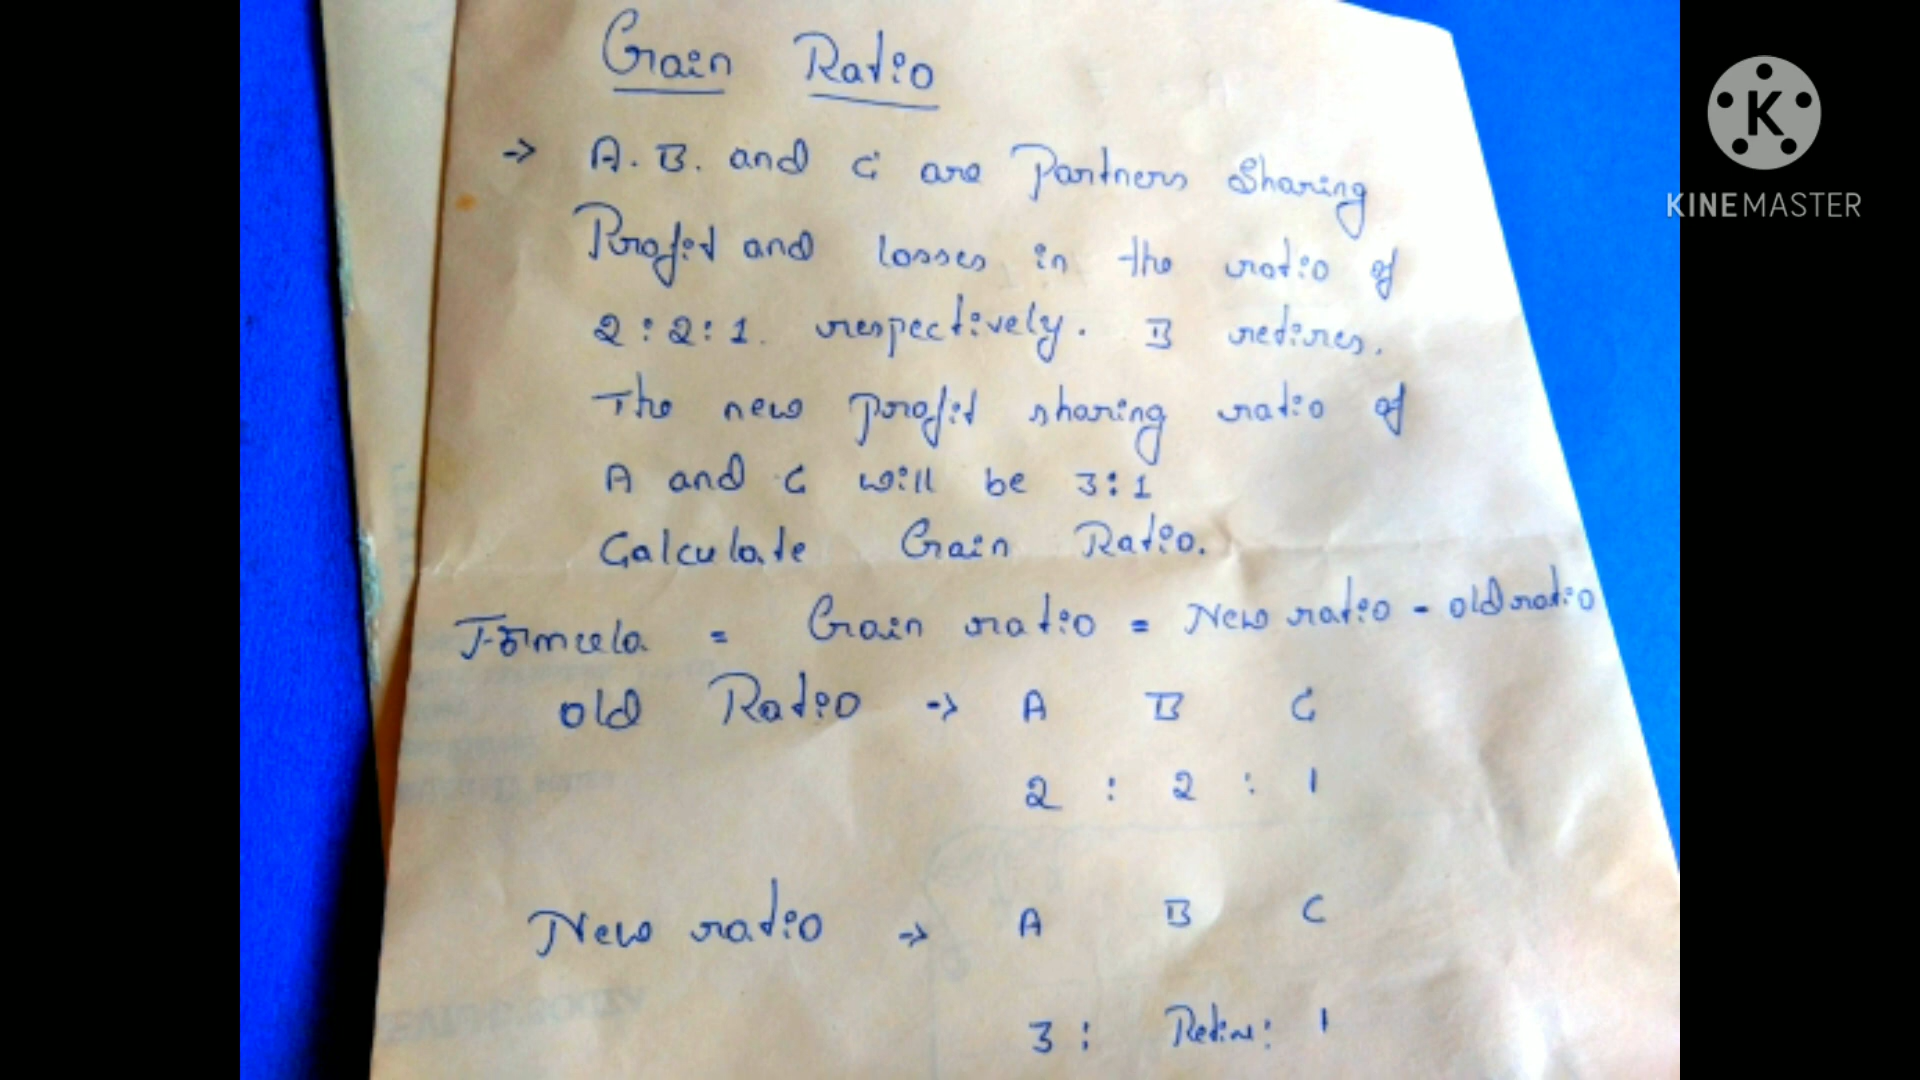 Gain Ratio
→ A. B. and C are Partners Sharing
Profit and losses in the ratio of
2 : 2 : 1. respectively. B retires.
The new profit sharing ratio of
A and C will be 3 : 1
Calculate Gain Ratio.
Formula = Gain ratio = New ratio - old ratio
old Ratio → A B C
2 : 2 : 1
New ratio → A B C
3 : Retire : 1
K
KINEMASTER